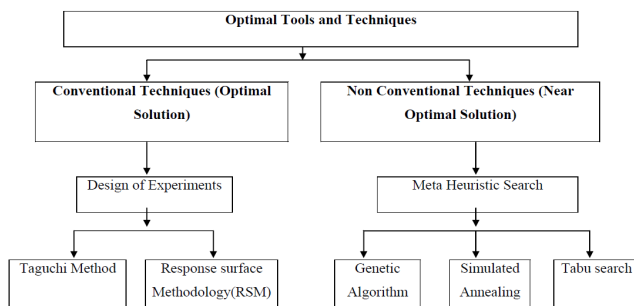 Optimal Tools and Techniques
Conventional Techniques (Optimal
Solution)
Non Conventional Techniques (Near
Optimal Solution)
Design of Experiments
Meta Heuristic Search
Taguchi Method
Response surface
Methodology(RSM)
Genetic
Algorithm
Simulated
Annealing
Tabu search